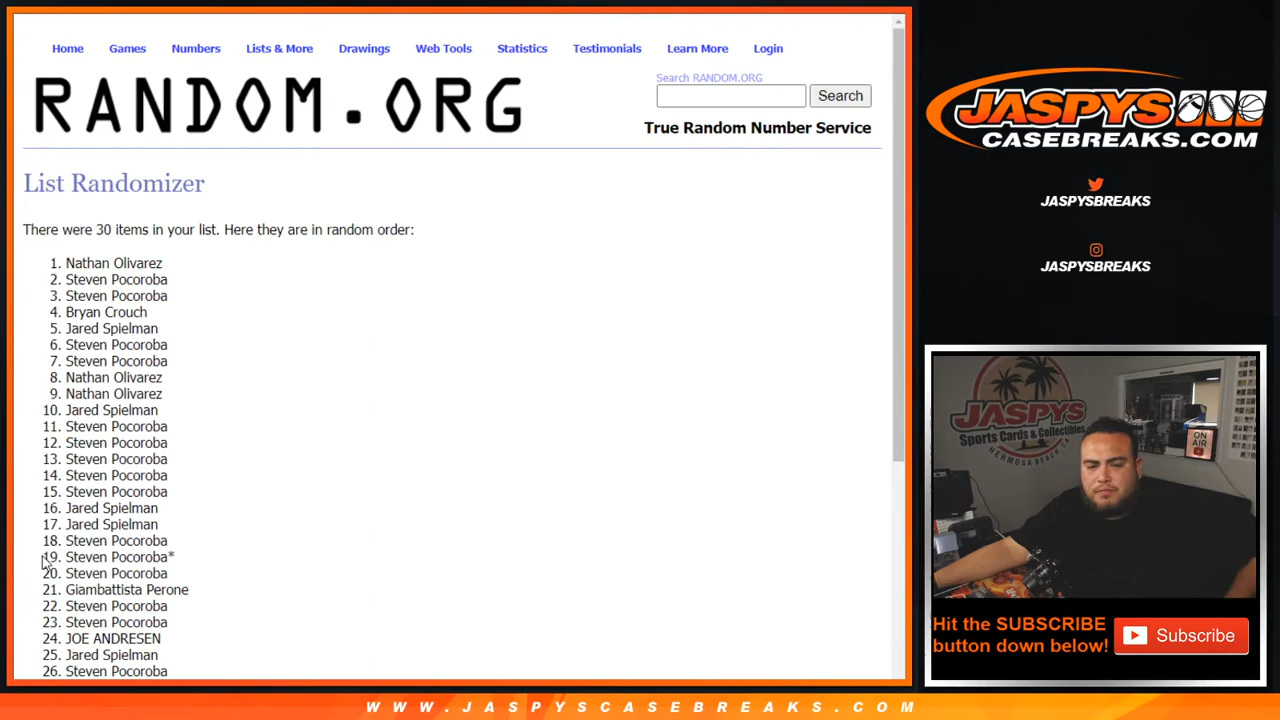 Home Games Numbers Lists & More Drawings Web Tools Statistics Testimonials Learn More Login
RANDOM.ORG
Search RANDOM.ORG
Search
True Random Number Service
List Randomizer
There were 30 items in your list. Here they are in random order:
1. Nathan Olivarez
2. Steven Pocoroba
3. Steven Pocoroba
4. Bryan Crouch
5. Jared Spielman
6. Steven Pocoroba
7. Steven Pocoroba
8. Nathan Olivarez
9. Nathan Olivarez
10. Jared Spielman
11. Steven Pocoroba
12. Steven Pocoroba
13. Steven Pocoroba
14. Steven Pocoroba
15. Steven Pocoroba
16. Jared Spielman
17. Jared Spielman
18. Steven Pocoroba
19. Steven Pocoroba*
20. Steven Pocoroba
21. Giambattista Perone
22. Steven Pocoroba
23. Steven Pocoroba
24. JOE ANDRESEN
25. Jared Spielman
26. Steven Pocoroba
JASPYS
CASEBREAKS.COM
JASPYSBREAKS
JASPYSBREAKS
JASPYS
Sports Cards & Collectibles
HERMOSA BEACH, CA
ON
AIR
Hit the SUBSCRIBE
button down below!
Subscribe
WWW.JASPYSCASEBREAKS.COM